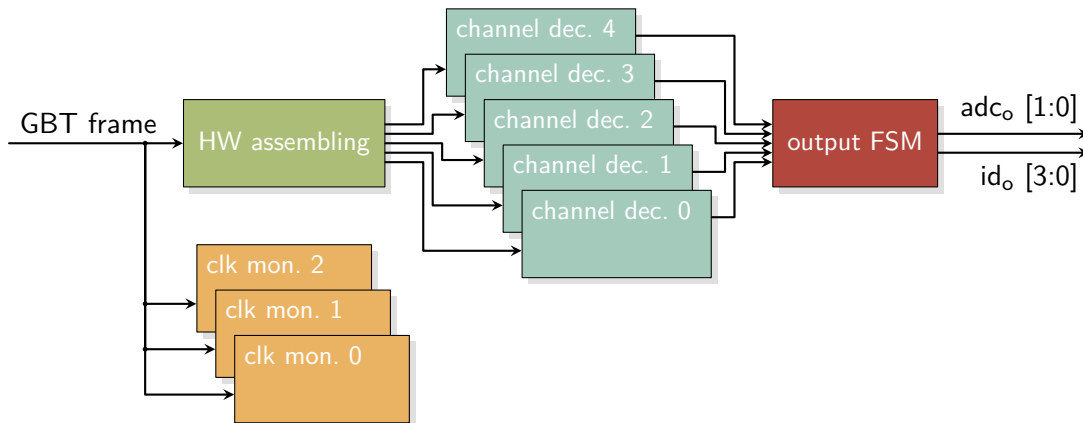 channel dec. 4
channel dec. 3
channel dec. 2
channel dec. 1
channel dec. 0
GBT frame
HW assembling
output FSM
adcₒ [1:0]
idₒ [3:0]
clk mon. 2
clk mon. 1
clk mon. 0